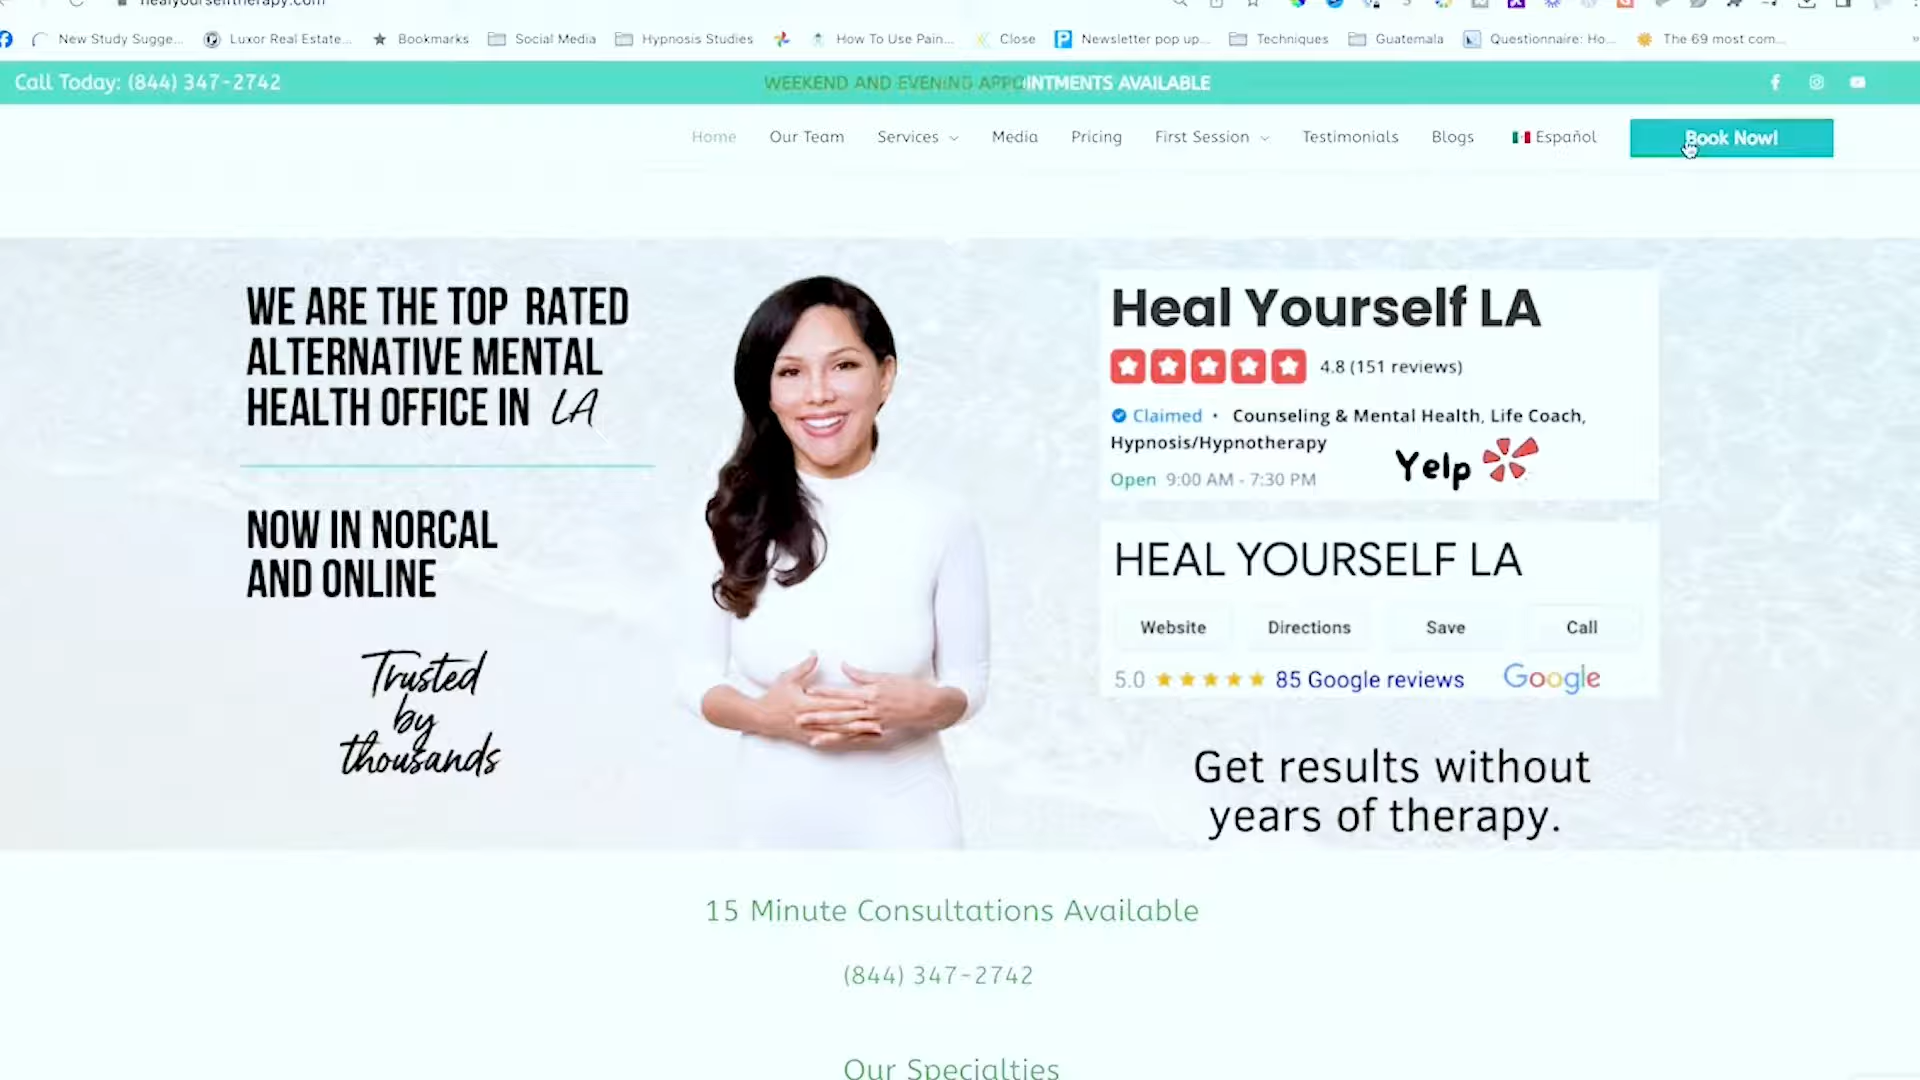 healyourselftherapy.com
New Study Sugge...
Luxor Real Estate...
Bookmarks
Social Media
Hypnosis Studies
How To Use Pain...
Close
Newsletter pop up...
Techniques
Guatemala
Questionnaire: Ho...
The 69 most com...
Call Today: (844) 347-2742
WEEKEND AND EVENING APPOINTMENTS AVAILABLE
Home
Our Team
Services
Media
Pricing
First Session
Testimonials
Blogs
Español
Book Now!
WE ARE THE TOP RATED
ALTERNATIVE MENTAL
HEALTH OFFICE IN LA
NOW IN NORCAL
AND ONLINE
Trusted
by
thousands
Heal Yourself LA
4.8 (151 reviews)
Claimed • Counseling & Mental Health, Life Coach,
Hypnosis/Hypnotherapy
Yelp
Open 9:00 AM - 7:30 PM
HEAL YOURSELF LA
Website
Directions
Save
Call
5.0
85 Google reviews
Google
Get results without
years of therapy.
15 Minute Consultations Available
(844) 347-2742
Our Specialties